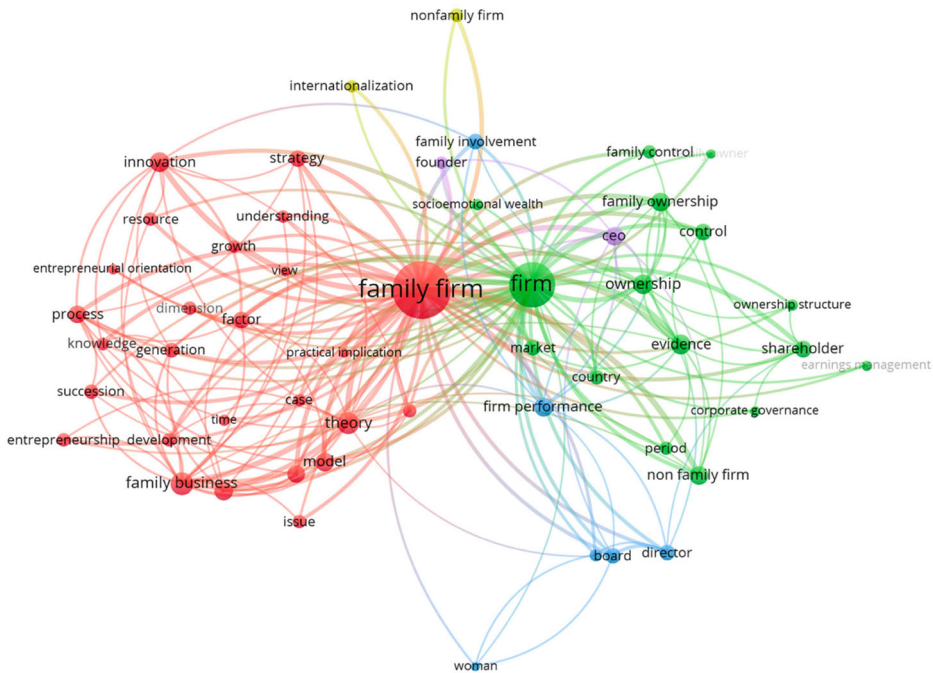 nonfamily firm
internationalization
family involvement
founder
family control
owner
innovation
strategy
socioemotional wealth
family ownership
resource
understanding
ceo
control
growth
entrepreneurial orientation
view
family firm
firm
ownership
process
dimension
factor
ownership structure
knowledge
generation
practical implication
market
evidence
shareholder
earnings management
country
succession
case
firm performance
corporate governance
time
theory
entrepreneurship
development
period
model
family business
non family firm
issue
board
director
woman